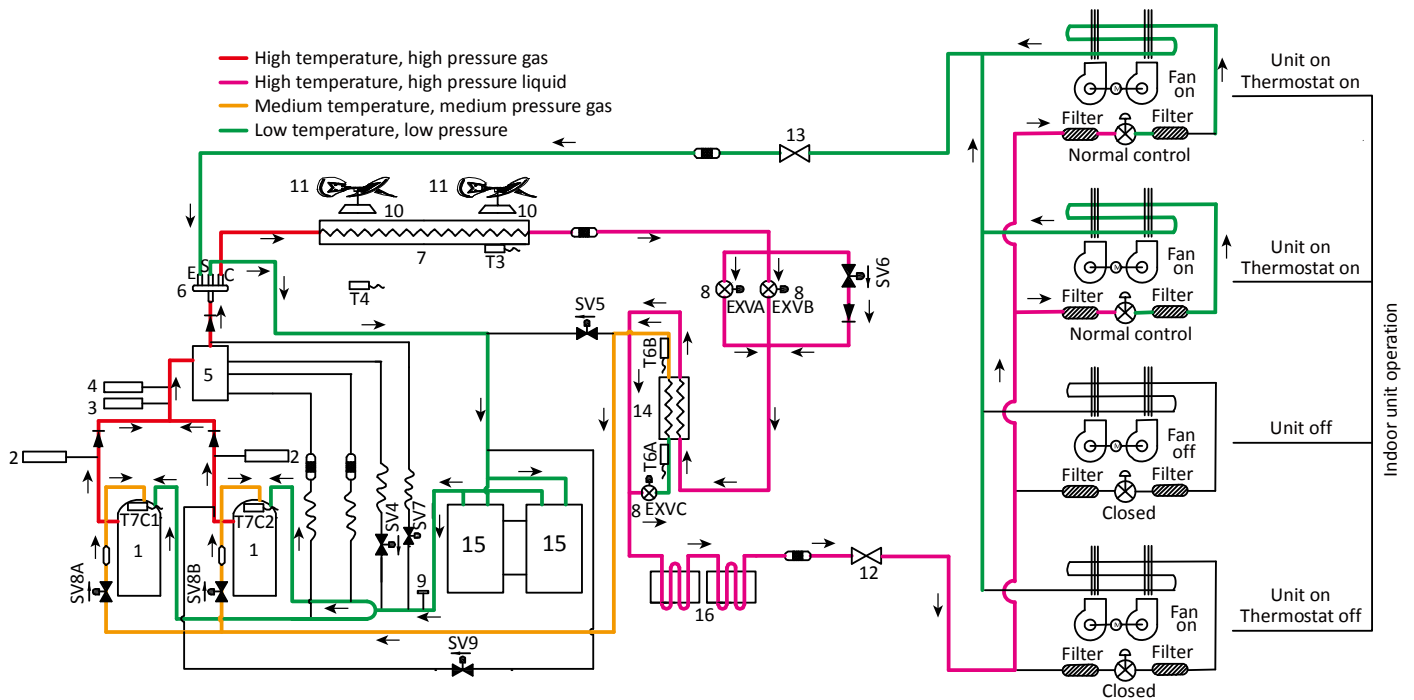 High temperature, high pressure gas
High temperature, high pressure liquid
Medium temperature, medium pressure gas
Low temperature, low pressure
13
11
11
10
10
7
T3
T4
E
S
C
6
5
4
3
2
2
T7C1
T7C2
1
1
SV8A
SV8B
SV4
SV7
9
SV9
SV5
15
15
T6B
14
T6A
8
EXVC
8
EXVA
8
EXVB
SV6
16
12
Fan
on
Filter
Filter
Normal control
Unit on
Thermostat on
M
Fan
on
Filter
Filter
Normal control
Unit on
Thermostat on
M
Fan
off
Filter
Filter
Closed
Unit off
M
Fan
on
Filter
Filter
Closed
Unit on
Thermostat off
M
Indoor unit operation